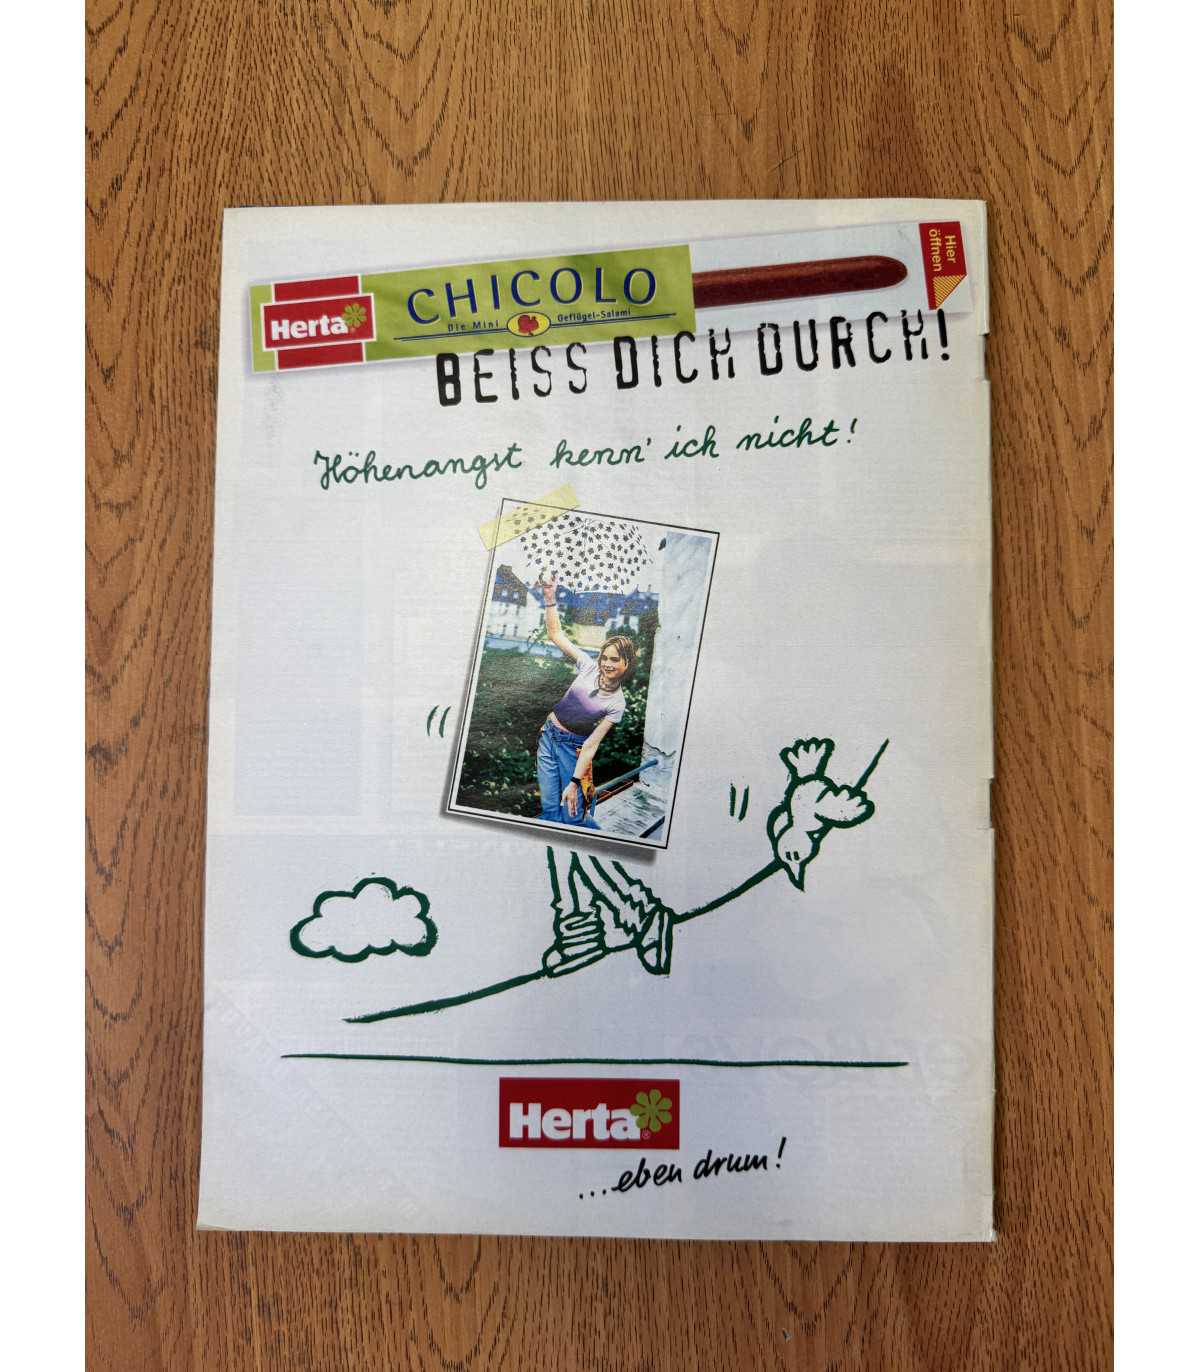 Herta
CHICOLO
Die Mini Geflügel-Salami
Hier öffnen
BEISS DICH DURCH!
Höhenangst kenn' ich nicht!
Herta®
...eben drum!